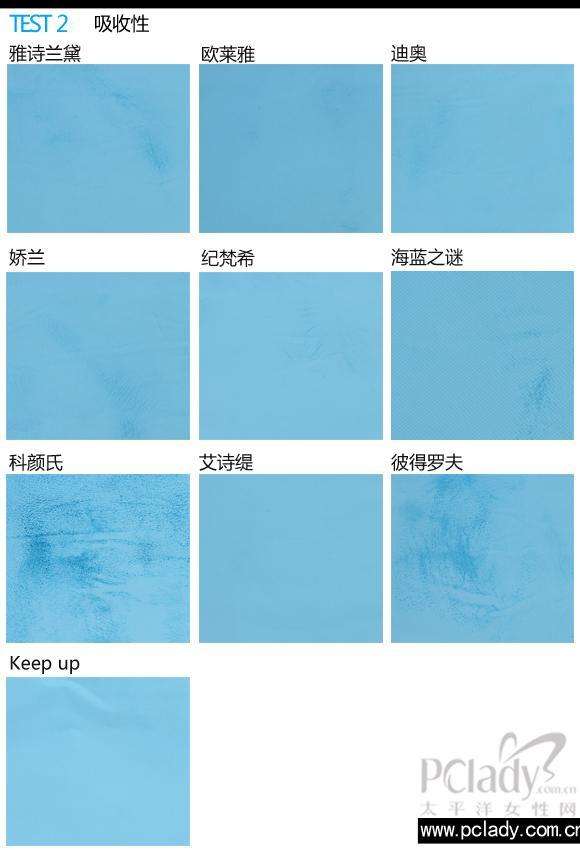 TEST 2 吸收性
雅诗兰黛 欧莱雅 迪奥
娇兰 纪梵希 海蓝之谜
科颜氏 艾诗缇 彼得罗夫
Keep up
PClady.com.cn
太平洋女性网
www.pclady.com.cn